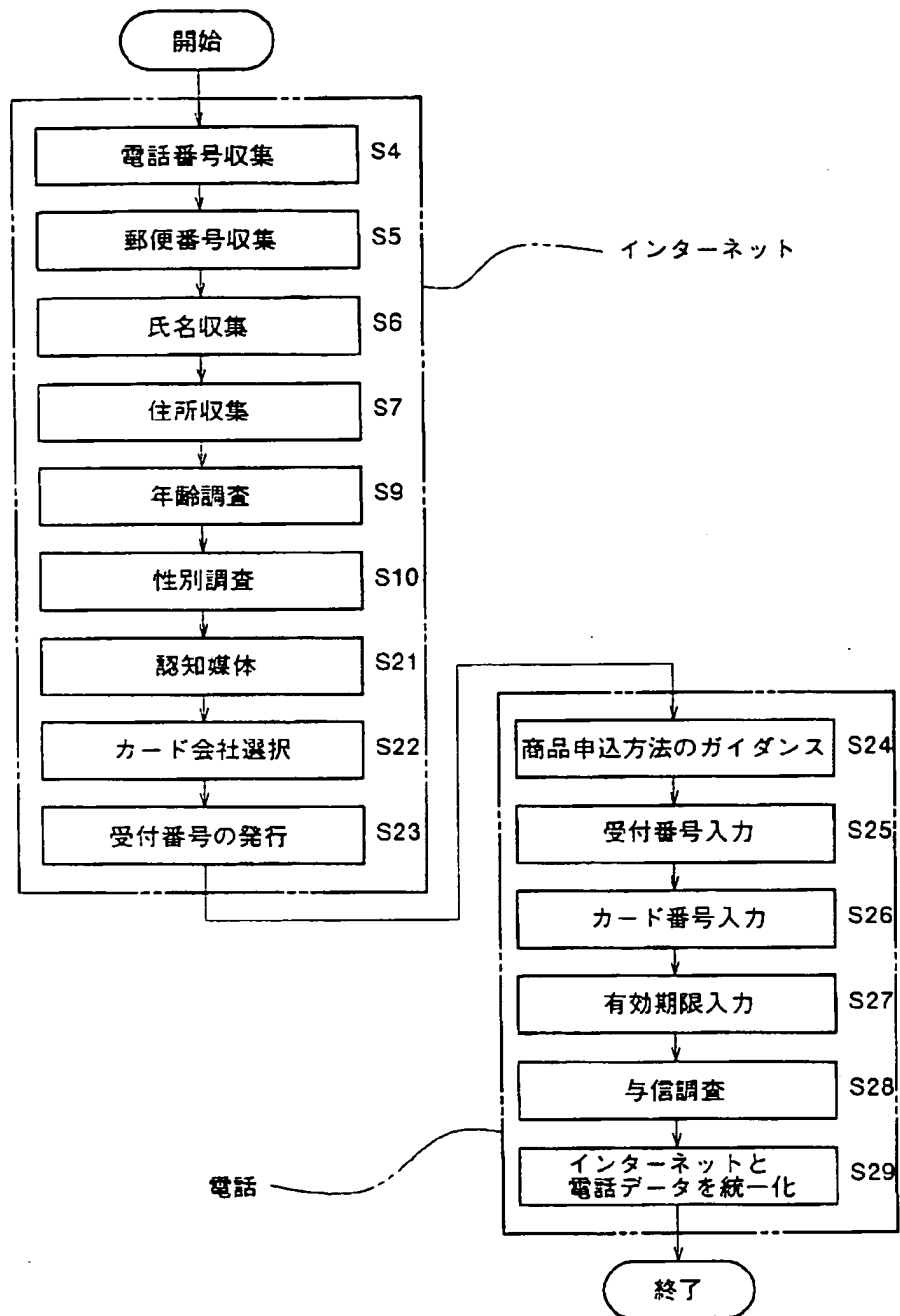 開始
電話番号収集 S4
郵便番号収集 S5
氏名収集 S6
住所収集 S7
年齢調査 S9
性別調査 S10
認知媒体 S21
カード会社選択 S22
受付番号の発行 S23
インターネット
商品申込方法のガイダンス S24
受付番号入力 S25
カード番号入力 S26
有効期限入力 S27
与信調査 S28
インターネットと
電話データを統一化 S29
電話
終了